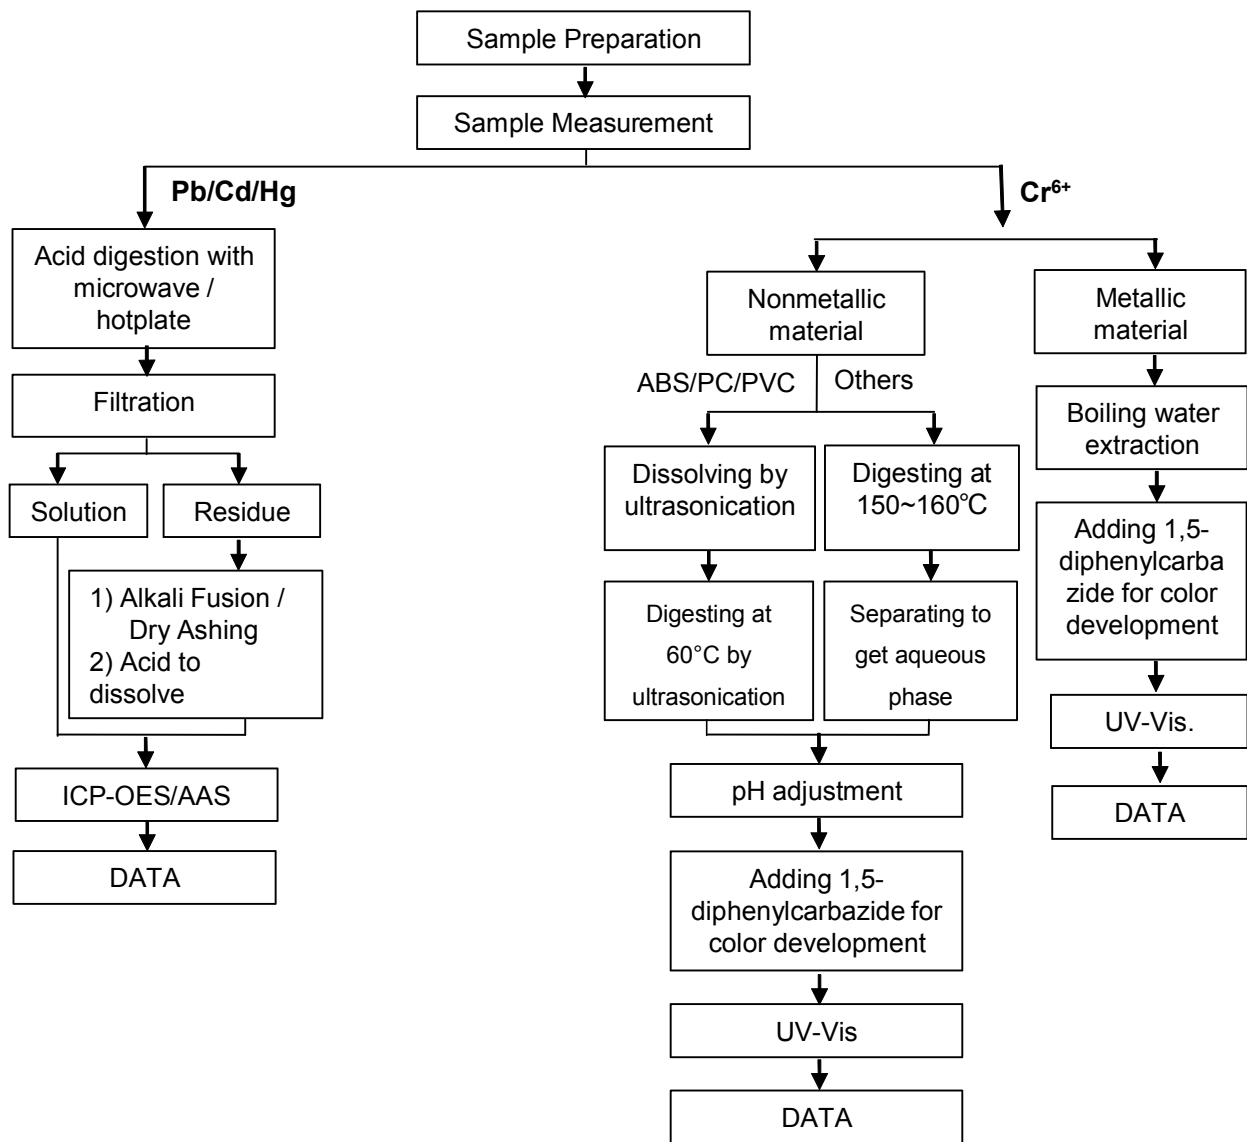 Sample Preparation
Sample Measurement
Pb/Cd/Hg
Cr⁶⁺
Acid digestion with
microwave /
hotplate
Filtration
Solution
Residue
1) Alkali Fusion /
Dry Ashing
2) Acid to
dissolve
ICP-OES/AAS
DATA
Nonmetallic
material
ABS/PC/PVC
Others
Dissolving by
ultrasonication
Digesting at
150~160℃
Digesting at
60°C by
ultrasonication
Separating to
get aqueous
phase
pH adjustment
Adding 1,5-
diphenylcarbazide for
color development
UV-Vis
DATA
Metallic
material
Boiling water
extraction
Adding 1,5-
diphenylcarba
zide for color
development
UV-Vis.
DATA